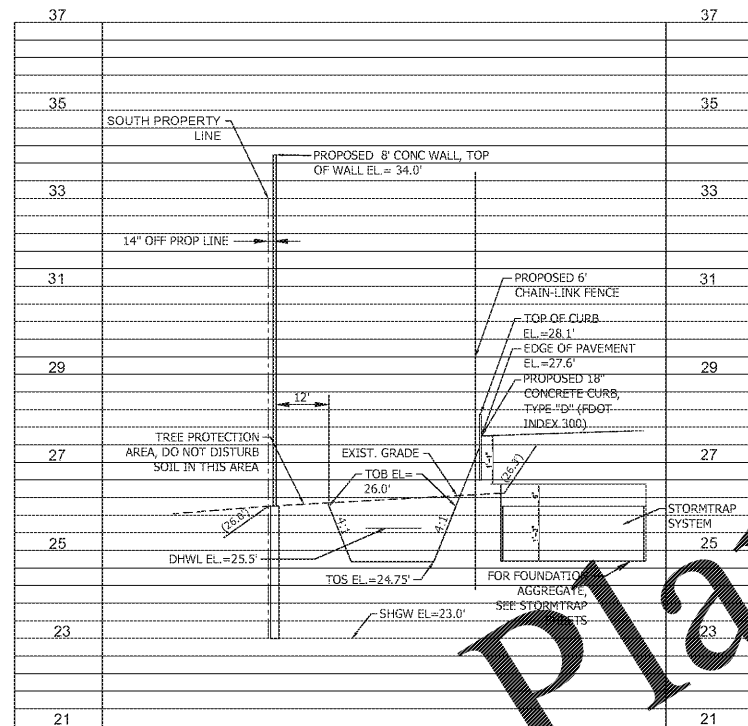 37
37
35
35
SOUTH PROPERTY
LINE
PROPOSED 8' CONC WALL, TOP
OF WALL EL.= 34.0'
33
33
14" OFF PROP LINE
31
31
PROPOSED 6'
CHAIN-LINK FENCE
TOP OF CURB
EL.=28.1'
EDGE OF PAVEMENT
EL.=27.6'
29
29
PROPOSED 18"
CONCRETE CURB,
TYPE "D" (FDOT
INDEX 300)
12'
TREE PROTECTION
AREA, DO NOT DISTURB
SOIL IN THIS AREA
27
27
EXIST. GRADE
TOB EL=
26.0'
(26.3')
(26.0')
4:1
4:1
STORMTRAP
SYSTEM
25
25
DHWL EL.=25.5'
TOS EL.=24.75'
FOR FOUNDATION
AGGREGATE,
SEE STORMTRAP
SHGW EL=23.0'
23
23
21
21
Pla